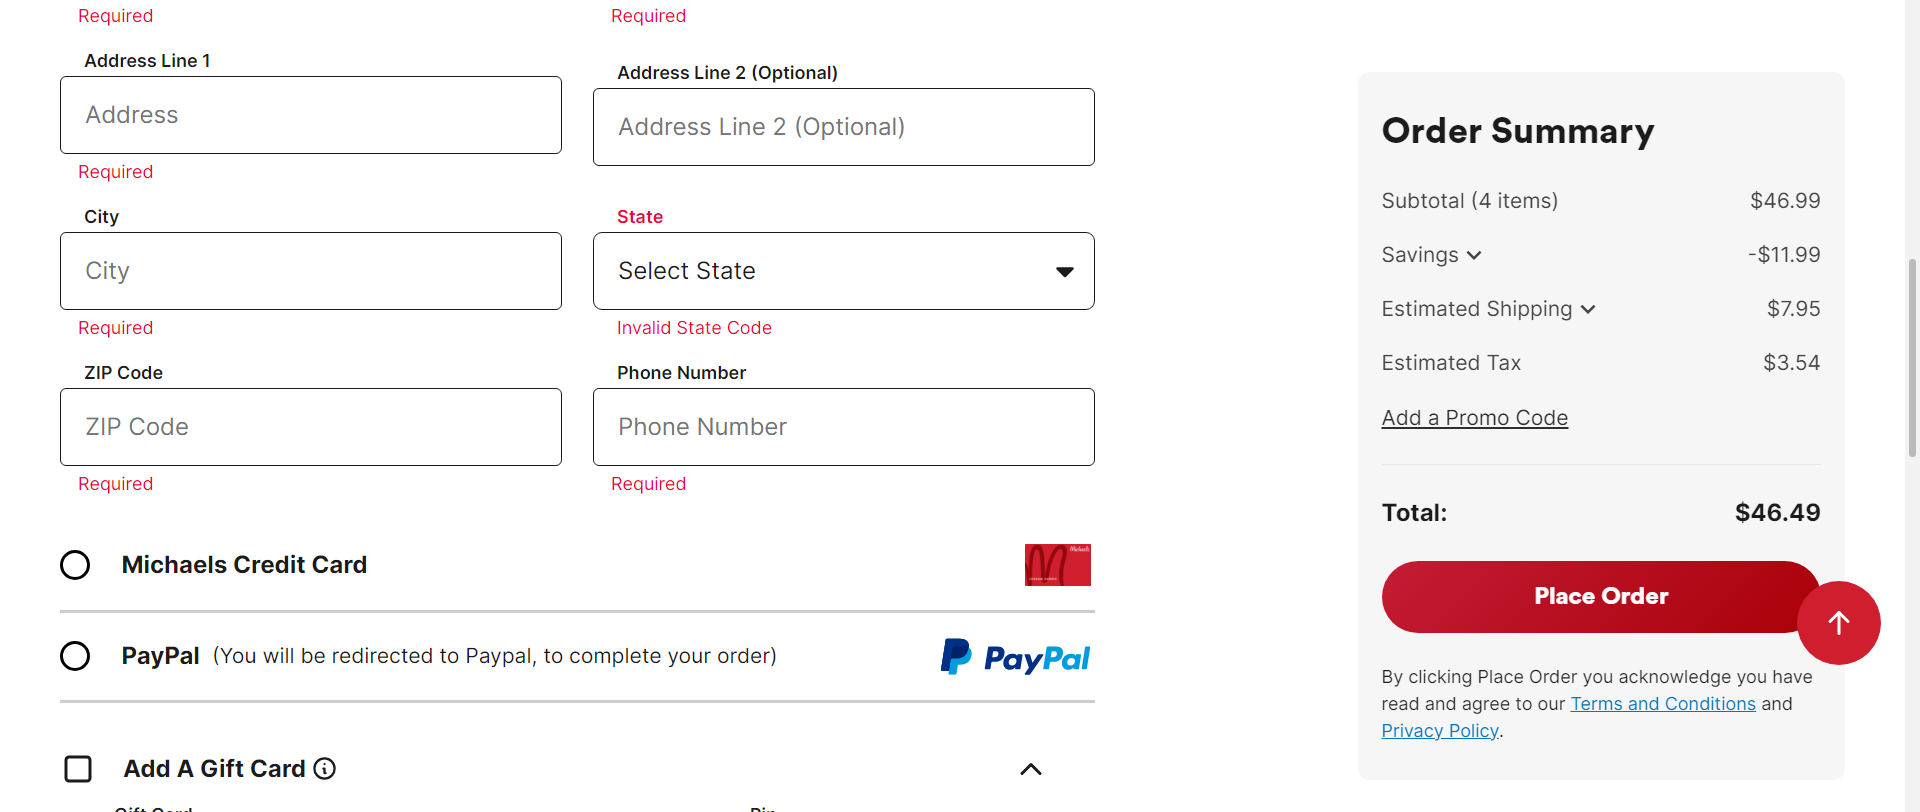 Required
Required
Address Line 1
Address
Required
Address Line 2 (Optional)
Address Line 2 (Optional)
City
City
Required
State
Select State
Invalid State Code
ZIP Code
ZIP Code
Required
Phone Number
Phone Number
Required
Michaels Credit Card
Michaels
PayPal (You will be redirected to Paypal, to complete your order)
PayPal
Add A Gift Card
Gift Card
Pin
Order Summary
Subtotal (4 items) $46.99
Savings -$11.99
Estimated Shipping $7.95
Estimated Tax $3.54
Add a Promo Code
Total: $46.49
Place Order
By clicking Place Order you acknowledge you have
read and agree to our Terms and Conditions and
Privacy Policy.